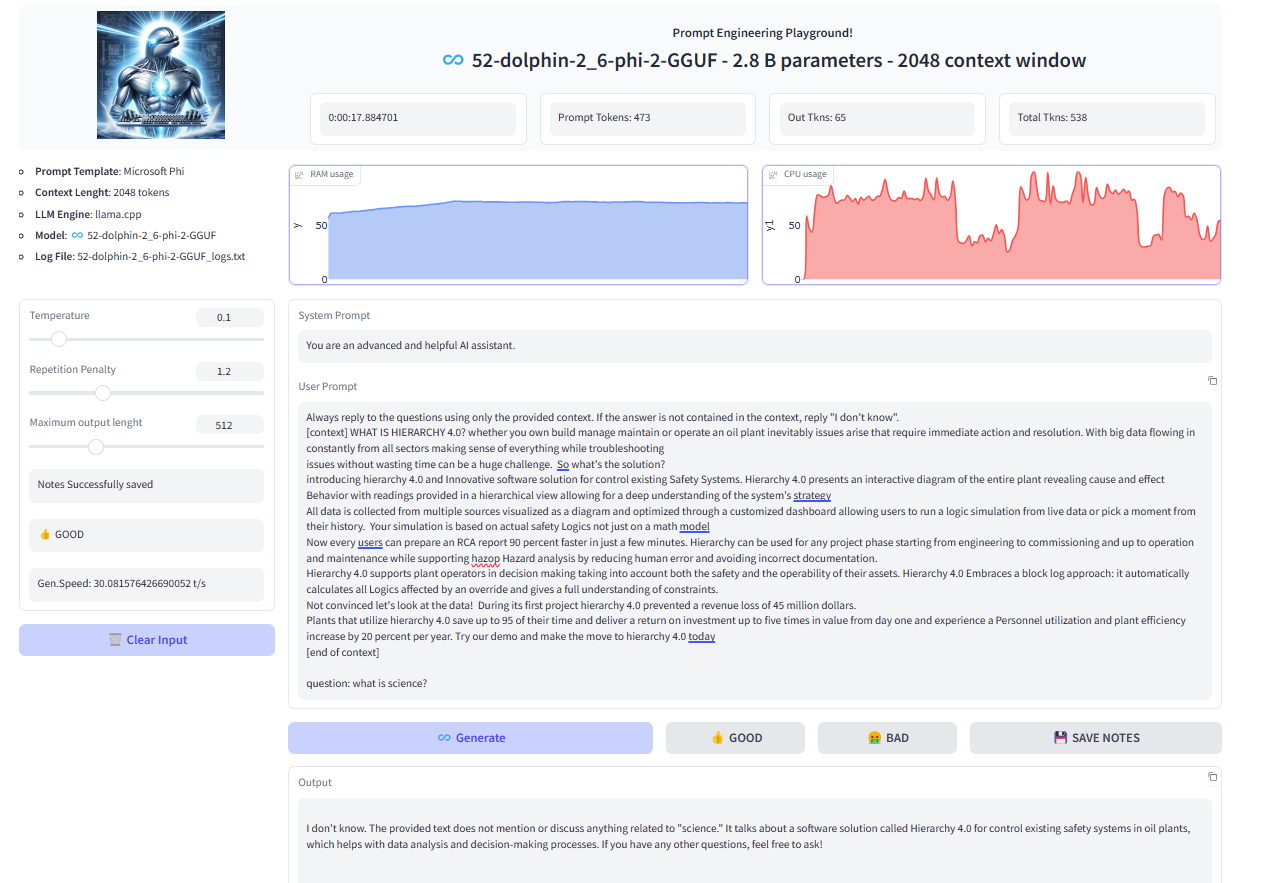 Prompt Engineering Playground!
52-dolphin-2_6-phi-2-GGUF - 2.8 B parameters - 2048 context window
0:00:17.884701
Prompt Tokens: 473
Out Tkns: 65
Total Tkns: 538
Prompt Template: Microsoft Phi
Context Lenght: 2048 tokens
LLM Engine: llama.cpp
Model: 52-dolphin-2_6-phi-2-GGUF
Log File: 52-dolphin-2_6-phi-2-GGUF_logs.txt
RAM usage
y
50
0
CPU usage
y1
50
0
Temperature
0.1
Repetition Penalty
1.2
Maximum output lenght
512
Notes Successfully saved
👍 GOOD
Gen.Speed: 30.081576426690052 t/s
🗑️ Clear Input
System Prompt
You are an advanced and helpful AI assistant.
User Prompt
Always reply to the questions using only the provided context. If the answer is not contained in the context, reply "I don't know".
[context] WHAT IS HIERARCHY 4.0? whether you own build manage maintain or operate an oil plant inevitably issues arise that require immediate action and resolution. With big data flowing in
constantly from all sectors making sense of everything while troubleshooting
issues without wasting time can be a huge challenge.  So what's the solution?
introducing hierarchy 4.0 and Innovative software solution for control existing Safety Systems. Hierarchy 4.0 presents an interactive diagram of the entire plant revealing cause and effect
Behavior with readings provided in a hierarchical view allowing for a deep understanding of the system's strategy
All data is collected from multiple sources visualized as a diagram and optimized through a customized dashboard allowing users to run a logic simulation from live data or pick a moment from
their history.  Your simulation is based on actual safety Logics not just on a math model
Now every users can prepare an RCA report 90 percent faster in just a few minutes. Hierarchy can be used for any project phase starting from engineering to commissioning and up to operation
and maintenance while supporting hazop Hazard analysis by reducing human error and avoiding incorrect documentation.
Hierarchy 4.0 supports plant operators in decision making taking into account both the safety and the operability of their assets. Hierarchy 4.0 Embraces a block log approach: it automatically
calculates all Logics affected by an override and gives a full understanding of constraints.
Not convinced let's look at the data!  During its first project hierarchy 4.0 prevented a revenue loss of 45 million dollars.
Plants that utilize hierarchy 4.0 save up to 95 of their time and deliver a return on investment up to five times in value from day one and experience a Personnel utilization and plant efficiency
increase by 20 percent per year. Try our demo and make the move to hierarchy 4.0 today
[end of context]
question: what is science?
Generate
👍 GOOD
🤮 BAD
💾 SAVE NOTES
Output
I don't know. The provided text does not mention or discuss anything related to "science." It talks about a software solution called Hierarchy 4.0 for control existing safety systems in oil plants,
which helps with data analysis and decision-making processes. If you have any other questions, feel free to ask!